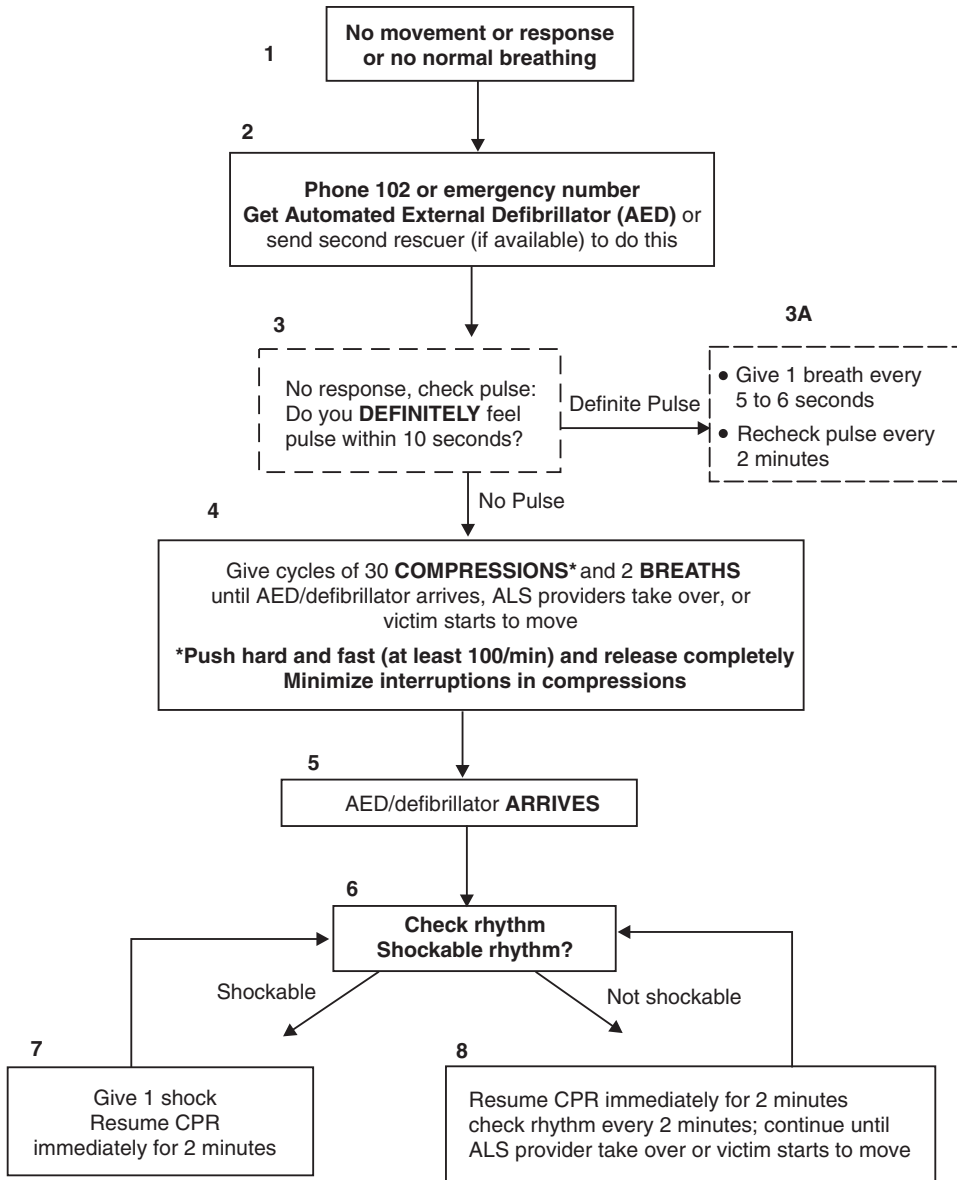 1
No movement or response
or no normal breathing
2
Phone 102 or emergency number
Get Automated External Defibrillator (AED) or
send second rescuer (if available) to do this
3
No response, check pulse:
Do you DEFINITELY feel
pulse within 10 seconds?
Definite Pulse
3A
• Give 1 breath every
5 to 6 seconds
• Recheck pulse every
2 minutes
No Pulse
4
Give cycles of 30 COMPRESSIONS* and 2 BREATHS
until AED/defibrillator arrives, ALS providers take over, or
victim starts to move
*Push hard and fast (at least 100/min) and release completely
Minimize interruptions in compressions
5
AED/defibrillator ARRIVES
6
Check rhythm
Shockable rhythm?
Shockable
Not shockable
7
Give 1 shock
Resume CPR
immediately for 2 minutes
8
Resume CPR immediately for 2 minutes
check rhythm every 2 minutes; continue until
ALS provider take over or victim starts to move